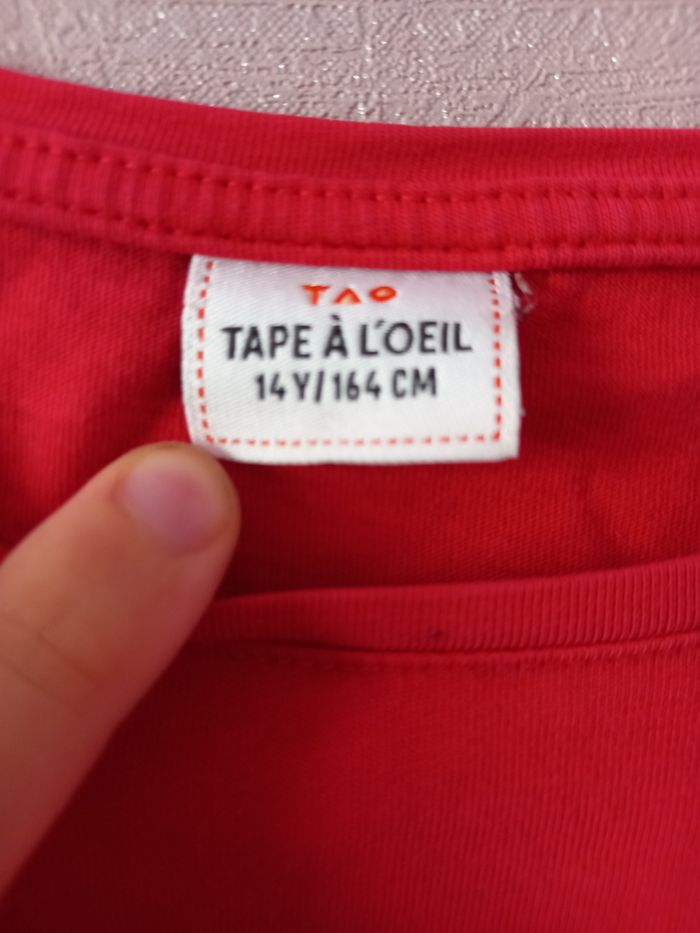 TAO
TAPE À L'OEIL
14Y/164 CM